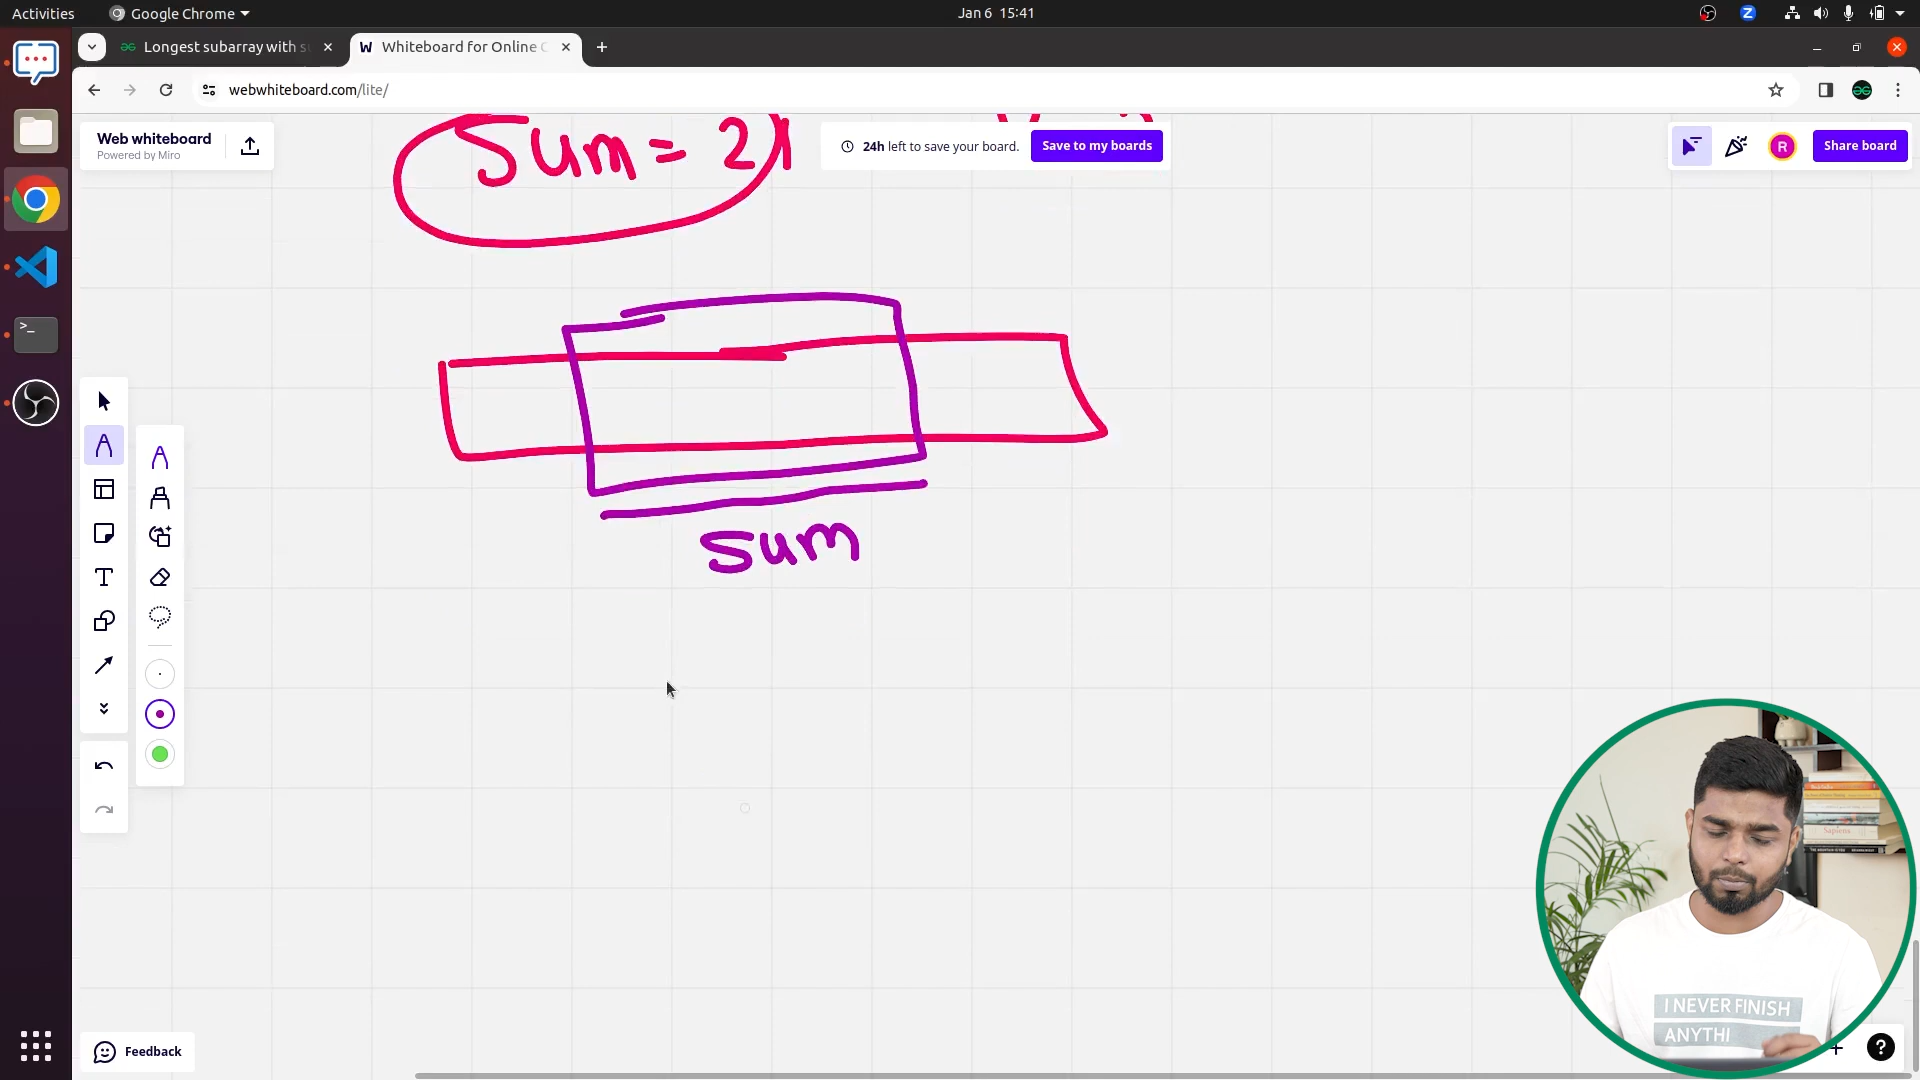 Activities
Google Chrome
Jan 6 15:41
Longest subarray with s
Whiteboard for Online C
webwhiteboard.com/lite/
Web whiteboard
Powered by Miro
24h left to save your board.
Save to my boards
R
Share board
Sum = 21
Sum
Feedback
Sapiens
I NEVER FINISH
ANYTHI